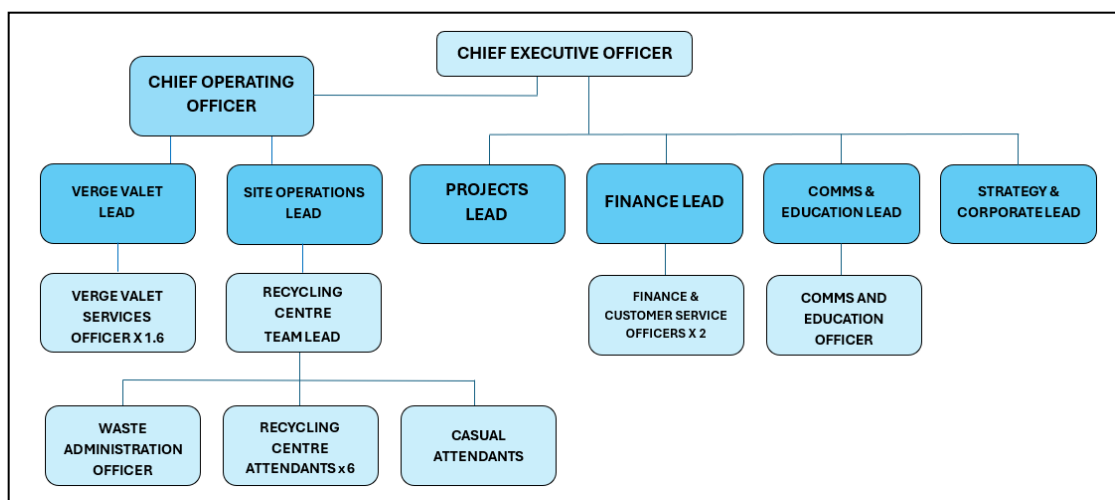 CHIEF EXECUTIVE OFFICER
CHIEF OPERATING
OFFICER
VERGE VALET
LEAD
SITE OPERATIONS
LEAD
PROJECTS
LEAD
FINANCE LEAD
COMMS &
EDUCATION LEAD
STRATEGY &
CORPORATE LEAD
VERGE VALET
SERVICES
OFFICER X 1.6
RECYCLING
CENTRE
TEAM LEAD
FINANCE &
CUSTOMER SERVICE
OFFICERS X 2
COMMS AND
EDUCATION
OFFICER
WASTE
ADMINISTRATION
OFFICER
RECYCLING
CENTRE
ATTENDANTS x 6
CASUAL
ATTENDANTS